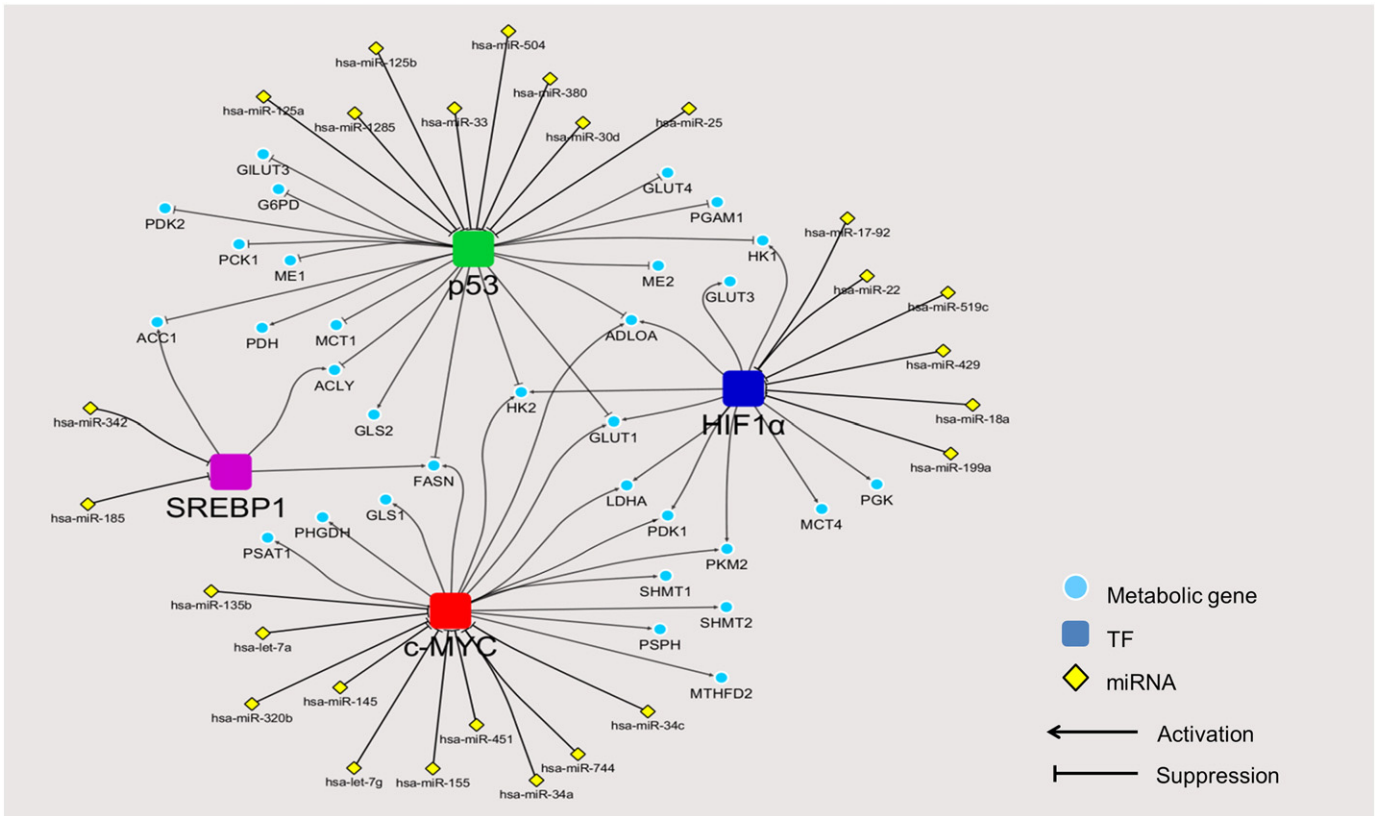 hsa-miR-504
hsa-miR-125b
hsa-miR-380
hsa-miR-125a
hsa-miR-1285
hsa-miR-33
hsa-miR-30d
hsa-miR-25
GILUT3
GLUT4
G6PD
PGAM1
PDK2
hsa-miR-17-92
PCK1
HK1
ME1
ME2
p53
hsa-miR-22
GLUT3
hsa-miR-519c
ACC1
PDH
MCT1
ADLOA
hsa-miR-429
ACLY
HK2
hsa-miR-18a
hsa-miR-342
GLS2
HIF1α
GLUT1
hsa-miR-199a
FASN
SREBP1
LDHA
PGK
hsa-miR-185
GLS1
MCT4
PHGDH
PDK1
PSAT1
PKM2
SHMT1
Metabolic gene
hsa-miR-135b
SHMT2
TF
hsa-let-7a
c-MYC
PSPH
miRNA
MTHFD2
hsa-miR-145
hsa-miR-320b
hsa-miR-34c
hsa-miR-451
Activation
hsa-miR-744
hsa-let-7g
hsa-miR-155
hsa-miR-34a
Suppression